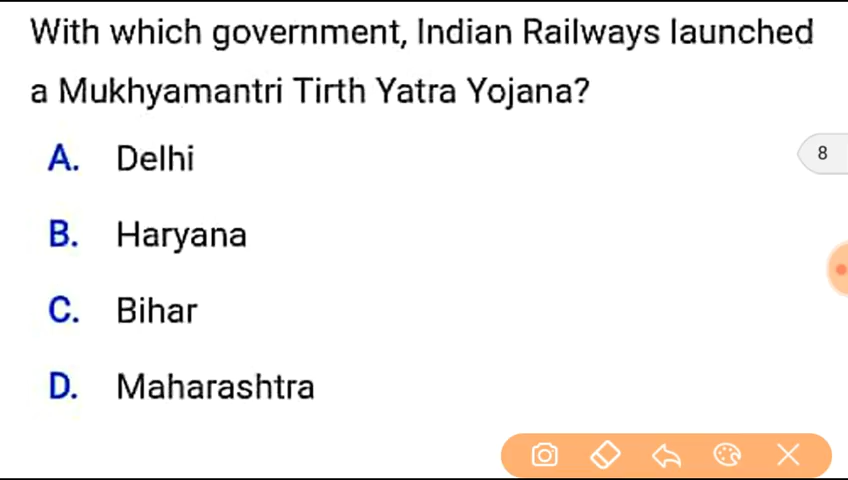 With which government, Indian Railways launched
a Mukhyamantri Tirth Yatra Yojana?
A. Delhi
8
B. Haryana
C. Bihar
D. Maharashtra